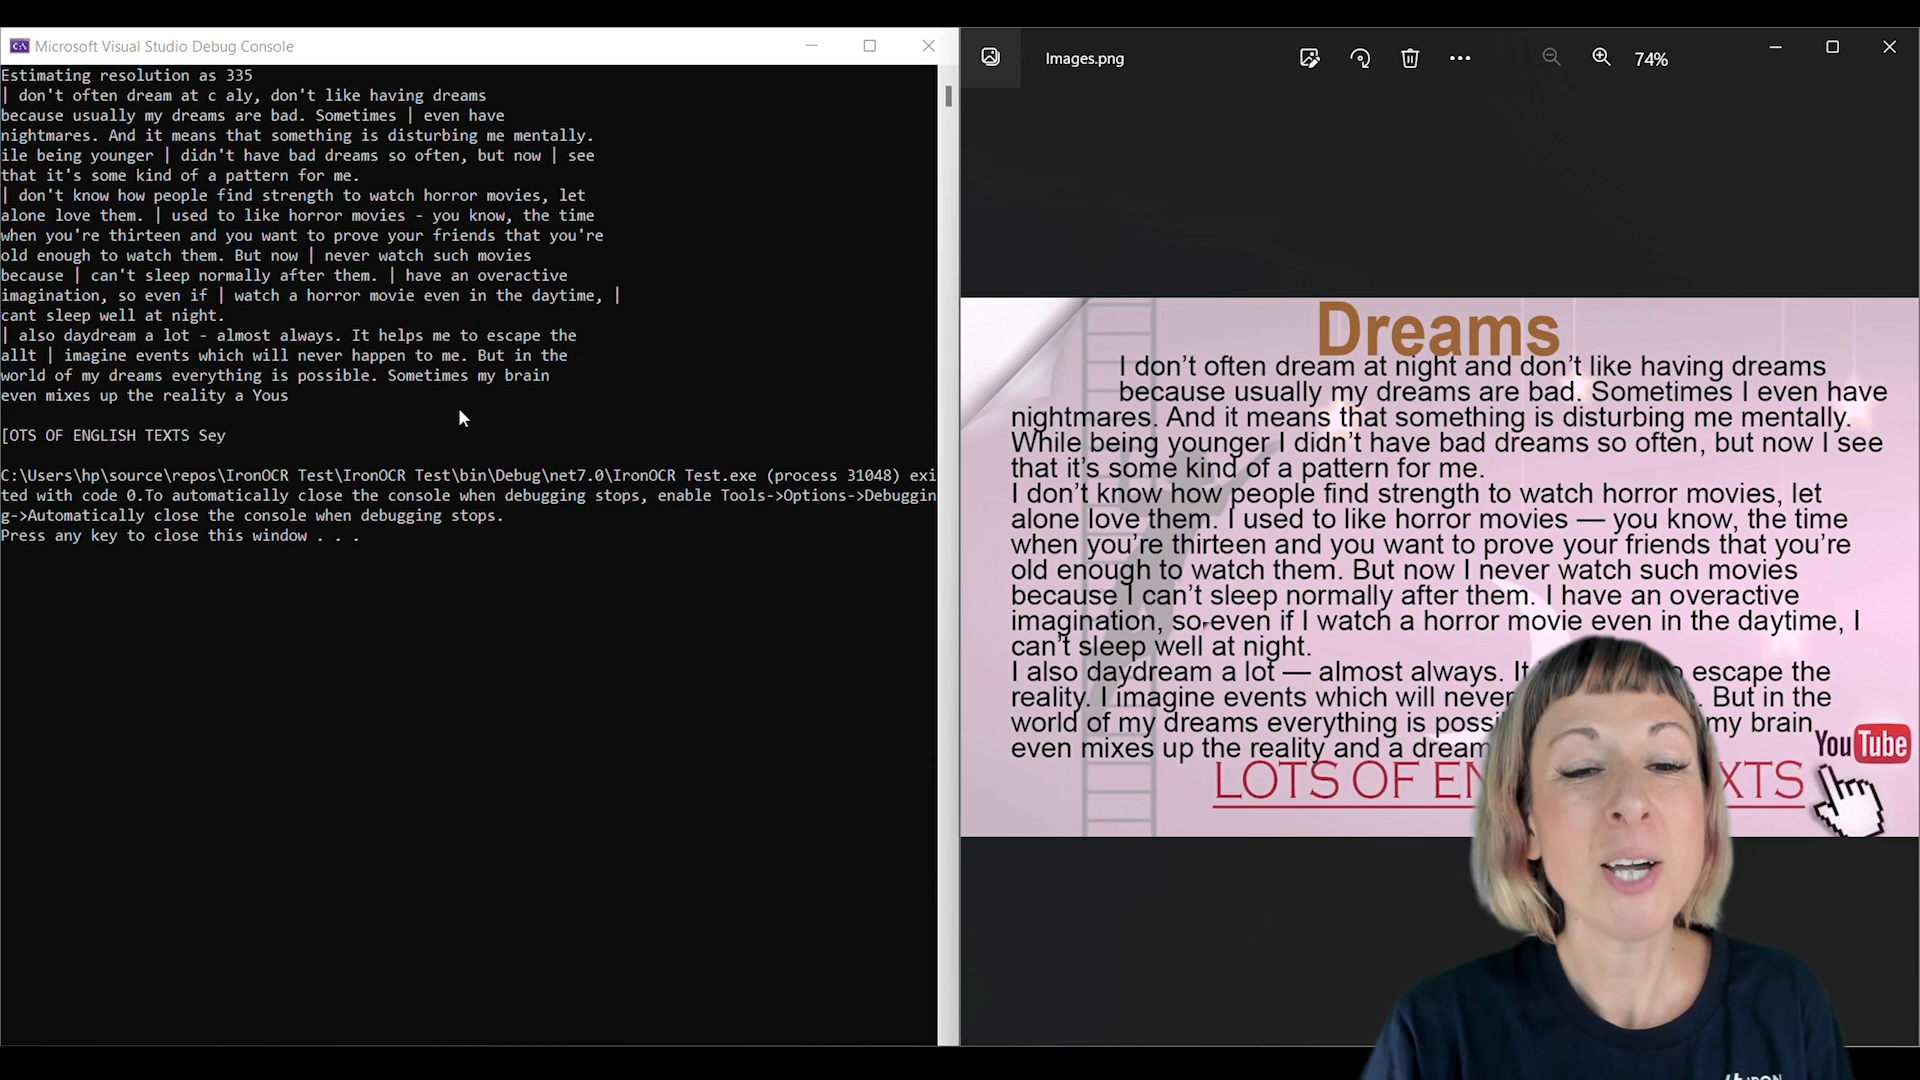 Microsoft Visual Studio Debug Console
Estimating resolution as 335
| don't often dream at c aly, don't like having dreams
because usually my dreams are bad. Sometimes | even have
nightmares. And it means that something is disturbing me mentally.
ile being younger | didn't have bad dreams so often, but now | see
that it's some kind of a pattern for me.
| don't know how people find strength to watch horror movies, let
alone love them. | used to like horror movies - you know, the time
when you're thirteen and you want to prove your friends that you're
old enough to watch them. But now | never watch such movies
because | can't sleep normally after them. | have an overactive
imagination, so even if | watch a horror movie even in the daytime, |
cant sleep well at night.
| also daydream a lot - almost always. It helps me to escape the
allt | imagine events which will never happen to me. But in the
world of my dreams everything is possible. Sometimes my brain
even mixes up the reality a Yous
[OTS OF ENGLISH TEXTS Sey
C:\Users\hp\source\repos\IronOCR Test\IronOCR Test\bin\Debug\net7.0\IronOCR Test.exe (process 31048) exi
ted with code 0.To automatically close the console when debugging stops, enable Tools->Options->Debuggin
g->Automatically close the console when debugging stops.
Press any key to close this window . . .
Images.png
74%
Dreams
I don't often dream at night and don't like having dreams
because usually my dreams are bad. Sometimes I even have
nightmares. And it means that something is disturbing me mentally.
While being younger I didn't have bad dreams so often, but now I see
that it's some kind of a pattern for me.
I don't know how people find strength to watch horror movies, let
alone love them. I used to like horror movies — you know, the time
when you're thirteen and you want to prove your friends that you're
old enough to watch them. But now I never watch such movies
because I can't sleep normally after them. I have an overactive
imagination, so even if I watch a horror movie even in the daytime, I
can't sleep well at night.
I also daydream a lot — almost always. It escape the
reality. I imagine events which will never . But in the
world of my dreams everything is possi my brain
even mixes up the reality and a dream
YouTube
LOTS OF EN XTS